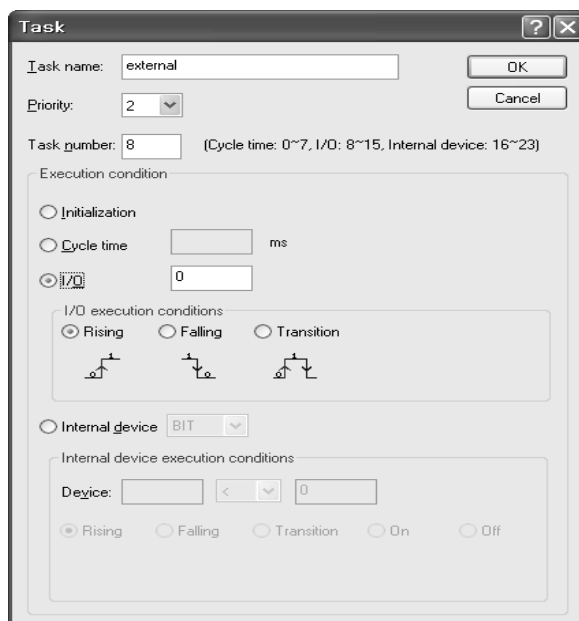 Task
Task name: external OK
Priority: 2 Cancel
Task number: 8 (Cycle time: 0~7, I/O: 8~15, Internal device: 16~23)
Execution condition
Initialization
Cycle time ms
I/O 0
I/O execution conditions
Rising Falling Transition
Internal device BIT
Internal device execution conditions
Device: < 0
Rising Falling Transition On Off